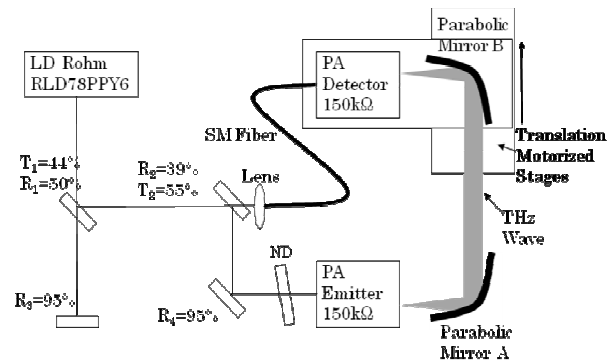 LD Rohm
RLD78PPY6
T₁=44%
R₁=50%
R₃=95%
R₂=39%
T₂=55%
Lens
SM Fiber
ND
R₄=95%
PA
Detector
150kΩ
PA
Emitter
150kΩ
Parabolic
Mirror B
Translation
Motorized
Stages
THz
Wave
Parabolic
Mirror A